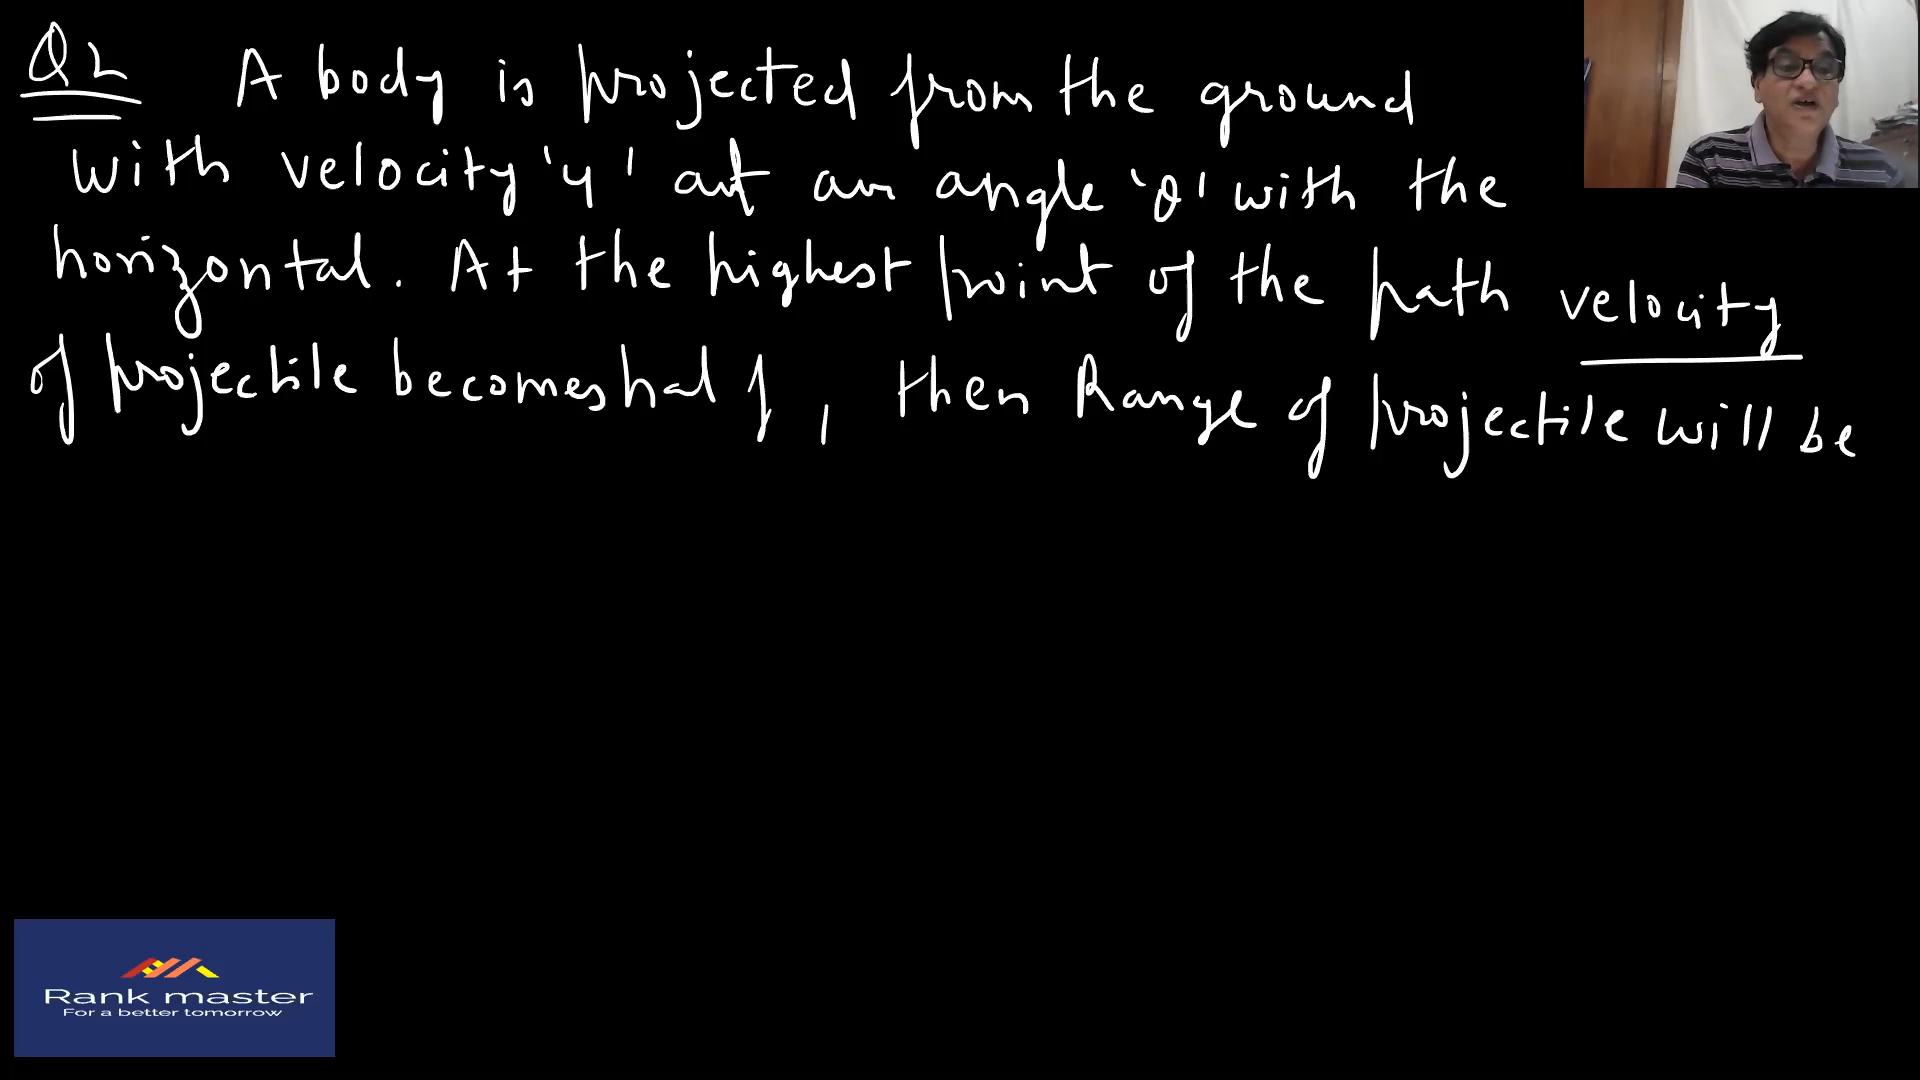 Q2 A body is projected from the ground
with velocity 'u' at an angle 'θ' with the
horizontal. At the highest point of the path velocity
of projectile becomes half, then Range of projectile will be
Rank master
For a better tomorrow